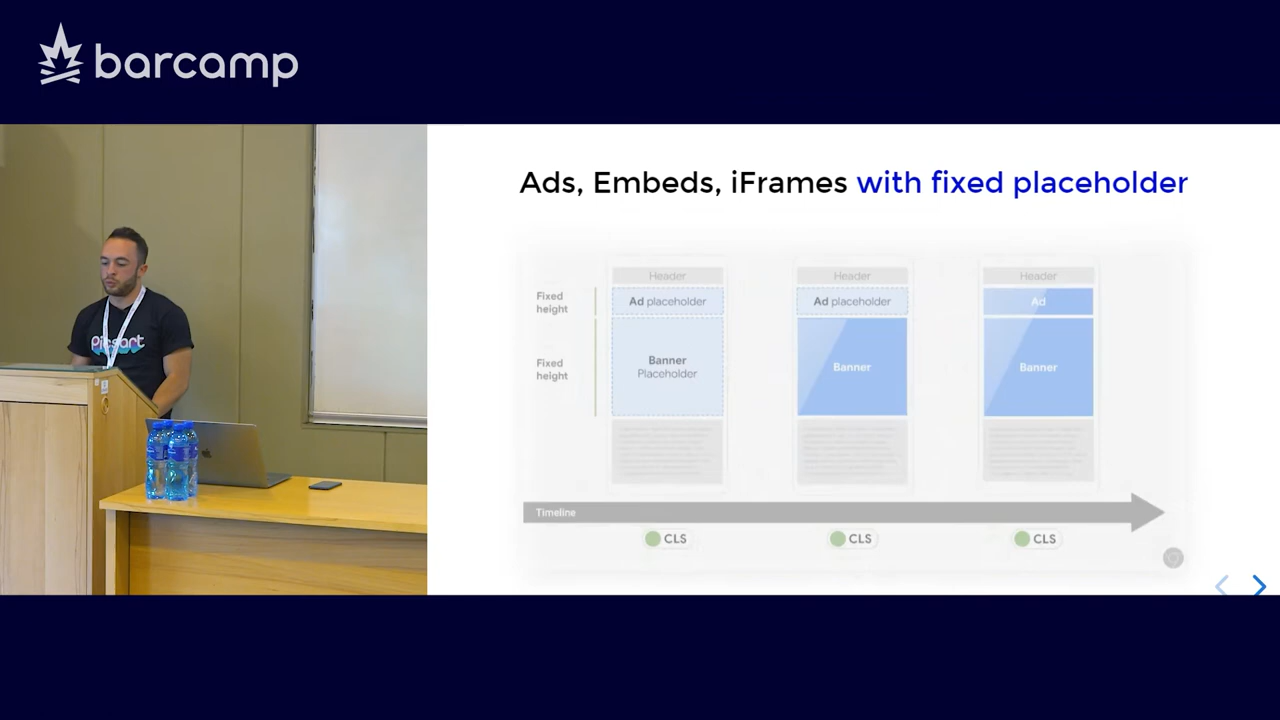 barcamp
Picsart
Ads, Embeds, iFrames with fixed placeholder
Header
Header
Header
Fixed
height
Ad placeholder
Ad placeholder
Ad
Fixed
height
Banner
Placeholder
Banner
Banner
Timeline
CLS
CLS
CLS